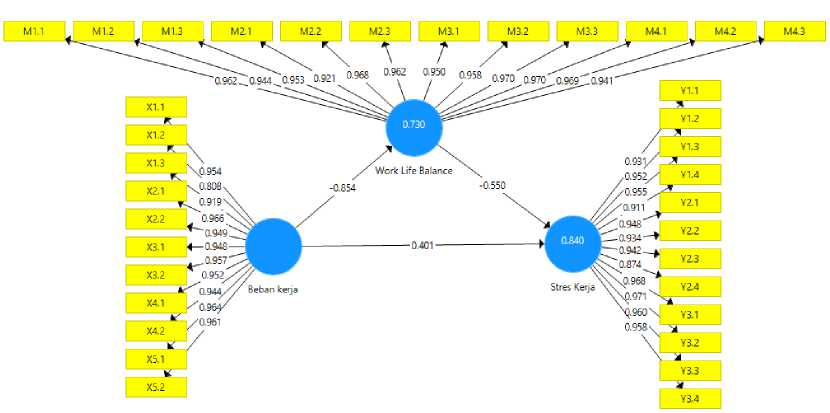 M1.1 M1.2 M1.3 M2.1 M2.2 M2.3 M3.1 M3.2 M3.3 M4.1 M4.2 M4.3
0.962 0.944 0.953 0.921 0.968 0.962 0.950 0.958 0.970 0.970 0.969 0.941
0.730
Work Life Balance
-0.854
-0.550
X1.1
X1.2
X1.3
X2.1
X2.2
X3.1
X3.2
X4.1
X4.2
X5.1
X5.2
0.954
0.808
0.919
0.966
0.949
0.948
0.957
0.952
0.944
0.964
0.961
Beban kerja
0.401
0.840
Stres Kerja
0.931
0.952
0.955
0.911
0.948
0.934
0.942
0.874
0.968
0.971
0.960
0.958
Y1.1
Y1.2
Y1.3
Y1.4
Y2.1
Y2.2
Y2.3
Y2.4
Y3.1
Y3.2
Y3.3
Y3.4